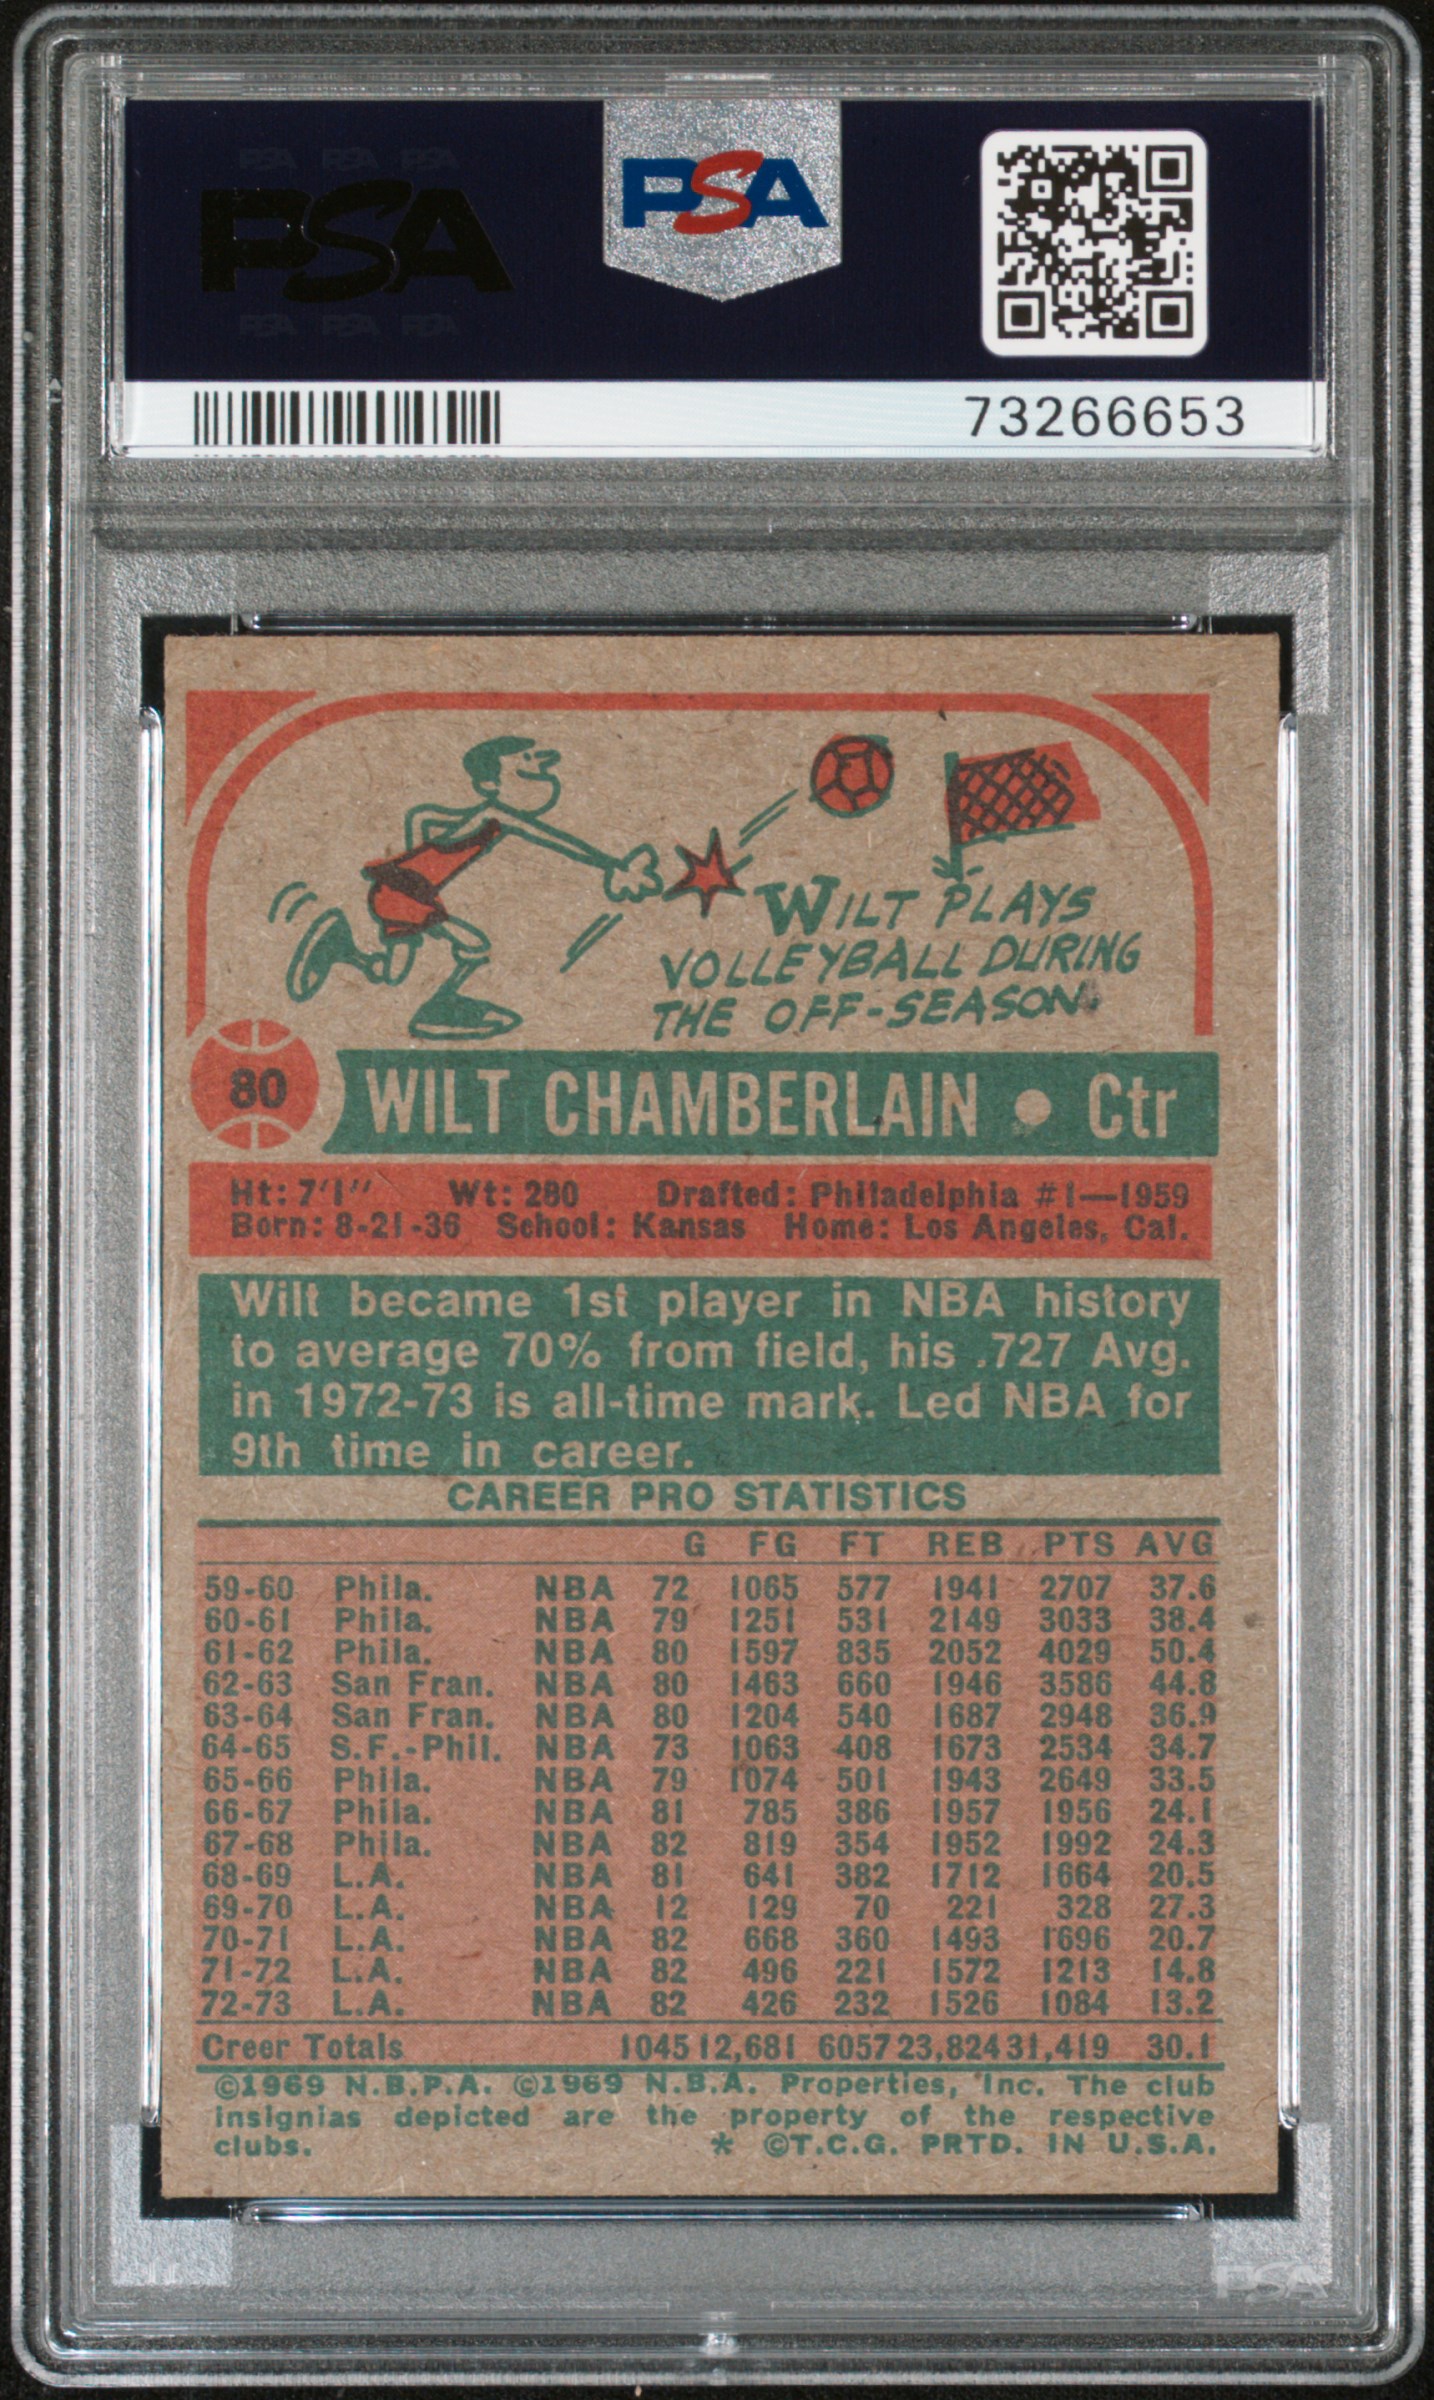 PSA PSA PSA
PSA
PSA PSA PSA
PSA
73266653
WILT PLAYS
VOLLEYBALL DURING
THE OFF-SEASON.
80 WILT CHAMBERLAIN • Ctr
Ht: 7'1" Wt: 280 Drafted: Philadelphia #1—1959
Born: 8-21-36 School: Kansas Home: Los Angeles, Cal.
Wilt became 1st player in NBA history
to average 70% from field, his .727 Avg.
in 1972-73 is all-time mark. Led NBA for
9th time in career.
CAREER PRO STATISTICS
G FG FT REB PTS AVG
59-60 Phila. NBA 72 1065 577 1941 2707 37.6
60-61 Phila. NBA 79 1251 531 2149 3033 38.4
61-62 Phila. NBA 80 1597 835 2052 4029 50.4
62-63 San Fran. NBA 80 1463 660 1946 3586 44.8
63-64 San Fran. NBA 80 1204 540 1687 2948 36.9
64-65 S.F.-Phil. NBA 73 1063 408 1673 2534 34.7
65-66 Phila. NBA 79 1074 501 1943 2649 33.5
66-67 Phila. NBA 81 785 386 1957 1956 24.1
67-68 Phila. NBA 82 819 354 1952 1992 24.3
68-69 L.A. NBA 81 641 382 1712 1664 20.5
69-70 L.A. NBA 12 129 70 221 328 27.3
70-71 L.A. NBA 82 668 360 1493 1696 20.7
71-72 L.A. NBA 82 496 221 1572 1213 14.8
72-73 L.A. NBA 82 426 232 1526 1084 13.2
Creer Totals 1045 12,681 6057 23,824 31,419 30.1
©1969 N.B.P.A. ©1969 N.B.A. Properties, Inc. The club
insignias depicted are the property of the respective
clubs. * ©T.C.G. PRTD. IN U.S.A.
PSA